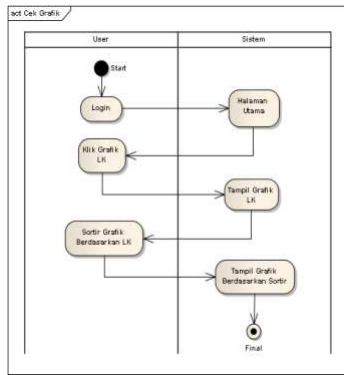 act Cek Grafik
User
Sistem
Start
Login
Halaman
Utama
Klik Grafik
LK
Tampil Grafik
LK
Sortir Grafik
Berdasarkan LK
Tampil Grafik
Berdasarkan Sortir
Final